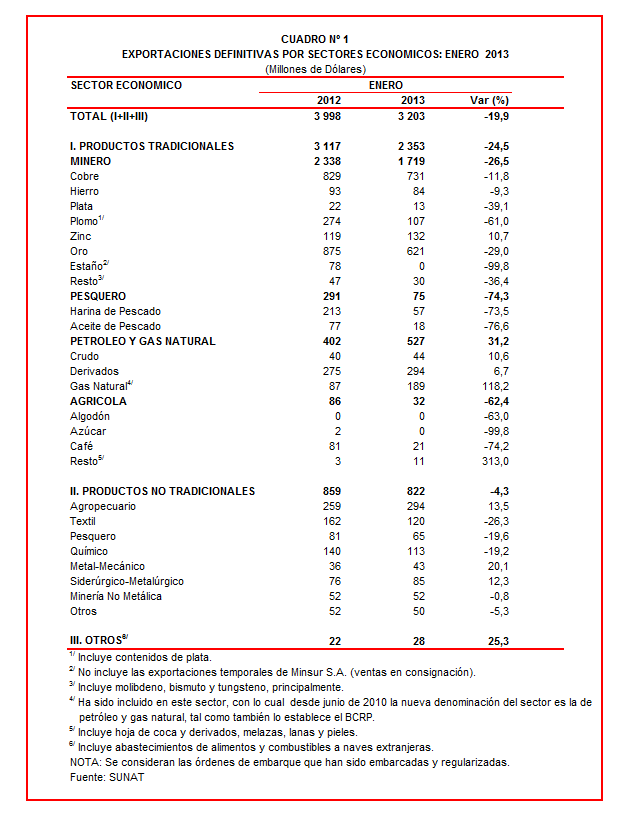 CUADRO Nº 1
EXPORTACIONES DEFINITIVAS POR SECTORES ECONOMICOS: ENERO 2013
(Millones de Dólares)
SECTOR ECONOMICO ENERO
2012 2013 Var (%)
TOTAL (I+II+III) 3 998 3 203 -19,9
I. PRODUCTOS TRADICIONALES 3 117 2 353 -24,5
MINERO 2 338 1 719 -26,5
Cobre 829 731 -11,8
Hierro 93 84 -9,3
Plata 22 13 -39,1
Plomo1/ 274 107 -61,0
Zinc 119 132 10,7
Oro 875 621 -29,0
Estaño2/ 78 0 -99,8
Resto3/ 47 30 -36,4
PESQUERO 291 75 -74,3
Harina de Pescado 213 57 -73,5
Aceite de Pescado 77 18 -76,6
PETROLEO Y GAS NATURAL 402 527 31,2
Crudo 40 44 10,6
Derivados 275 294 6,7
Gas Natural4/ 87 189 118,2
AGRICOLA 86 32 -62,4
Algodón 0 0 -63,0
Azúcar 2 0 -99,8
Café 81 21 -74,2
Resto5/ 3 11 313,0
II. PRODUCTOS NO TRADICIONALES 859 822 -4,3
Agropecuario 259 294 13,5
Textil 162 120 -26,3
Pesquero 81 65 -19,6
Químico 140 113 -19,2
Metal-Mecánico 36 43 20,1
Siderúrgico-Metalúrgico 76 85 12,3
Minería No Metálica 52 52 -0,8
Otros 52 50 -5,3
III. OTROS6/ 22 28 25,3
1/ Incluye contenidos de plata.
2/ No incluye las exportaciones temporales de Minsur S.A. (ventas en consignación).
3/ Incluye molibdeno, bismuto y tungsteno, principalmente.
4/ Ha sido incluido en este sector, con lo cual desde junio de 2010 la nueva denominación del sector es la de
petróleo y gas natural, tal como también lo establece el BCRP.
5/ Incluye hoja de coca y derivados, melazas, lanas y pieles.
6/ Incluye abastecimientos de alimentos y combustibles a naves extranjeras.
NOTA: Se consideran las órdenes de embarque que han sido embarcadas y regularizadas.
Fuente: SUNAT